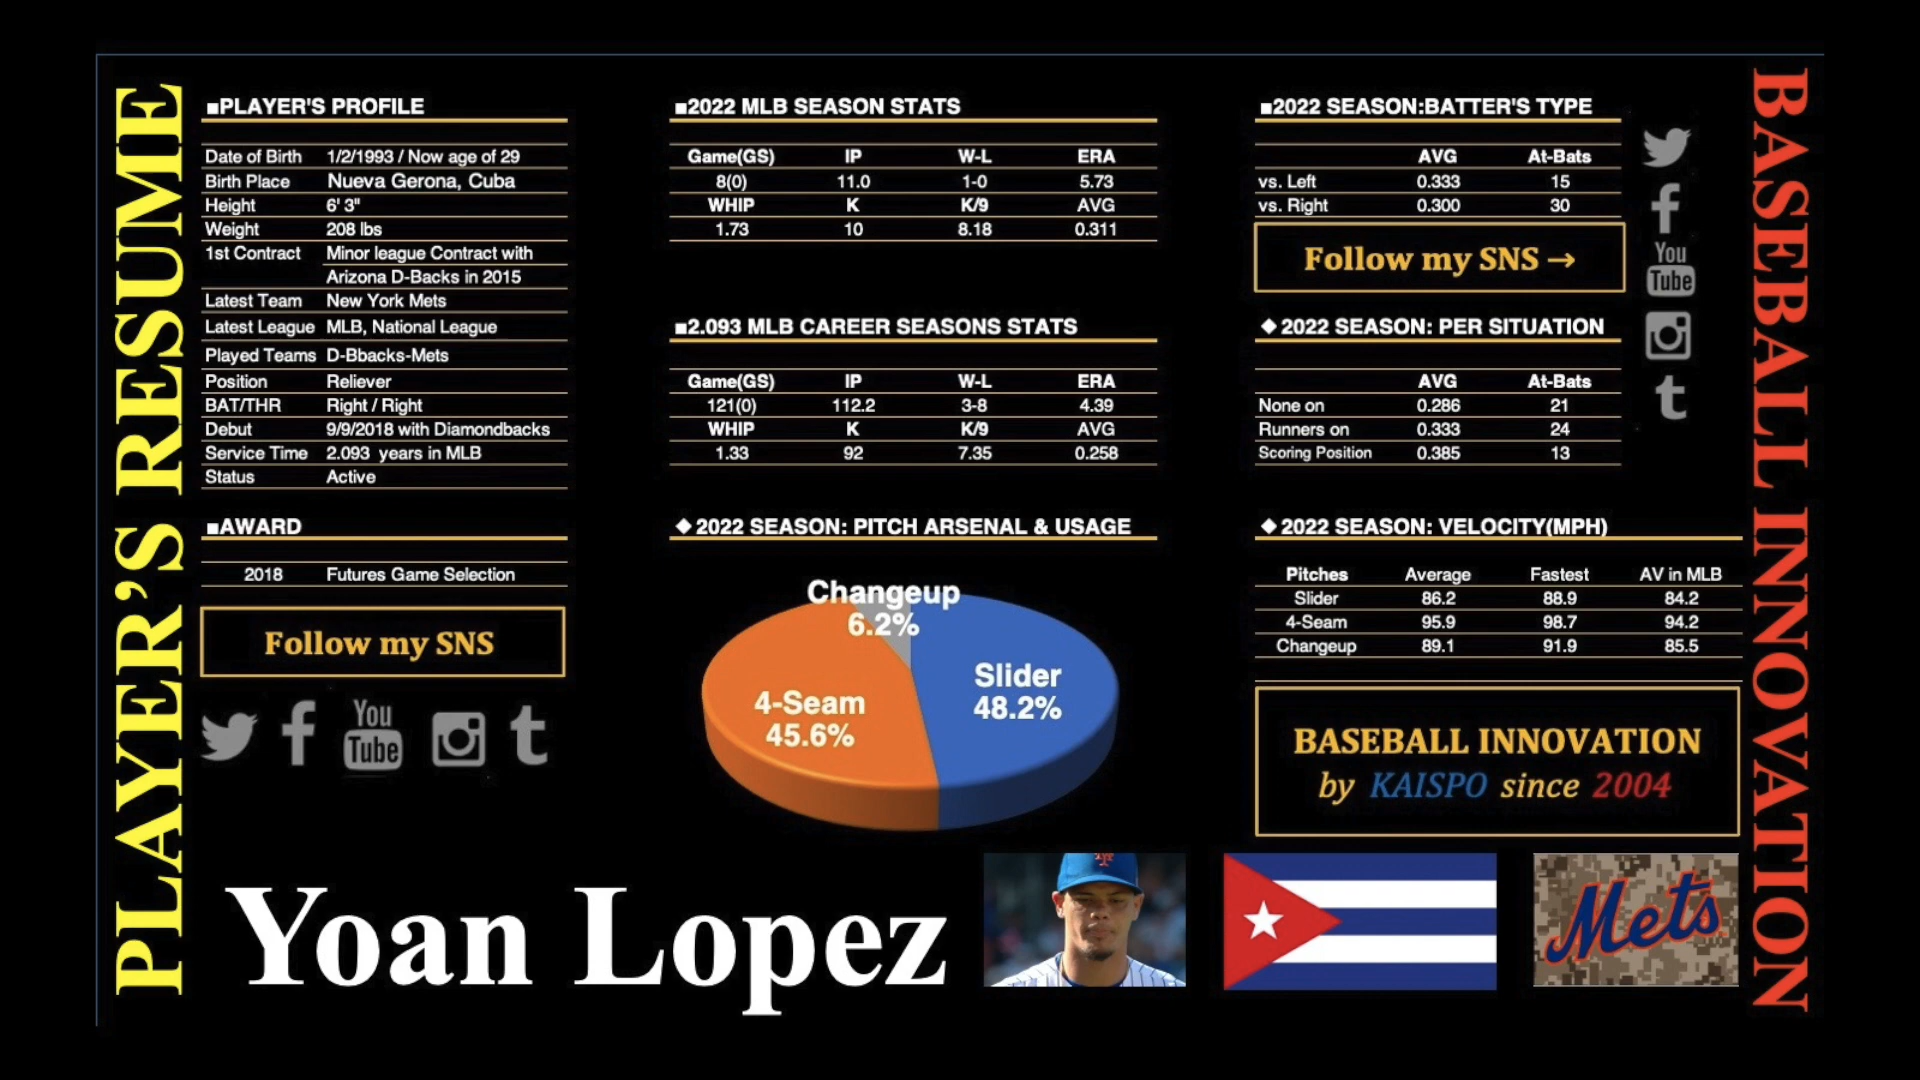 PLAYER'S RESUME
■PLAYER'S PROFILE
Date of Birth 1/2/1993 / Now age of 29
Birth Place Nueva Gerona, Cuba
Height 6' 3"
Weight 208 lbs
1st Contract Minor league Contract with
Arizona D-Backs in 2015
Latest Team New York Mets
Latest League MLB, National League
Played Teams D-Bbacks-Mets
Position Reliever
BAT/THR Right / Right
Debut 9/9/2018 with Diamondbacks
Service Time 2.093 years in MLB
Status Active
■AWARD
2018 Futures Game Selection
Follow my SNS
You
Tube
■2022 MLB SEASON STATS
Game(GS) IP W-L ERA
8(0) 11.0 1-0 5.73
WHIP K K/9 AVG
1.73 10 8.18 0.311
■2.093 MLB CAREER SEASONS STATS
Game(GS) IP W-L ERA
121(0) 112.2 3-8 4.39
WHIP K K/9 AVG
1.33 92 7.35 0.258
◆2022 SEASON: PITCH ARSENAL & USAGE
Changeup
6.2%
Slider
48.2%
4-Seam
45.6%
■2022 SEASON:BATTER'S TYPE
AVG At-Bats
vs. Left 0.333 15
vs. Right 0.300 30
Follow my SNS →
You
Tube
◆2022 SEASON: PER SITUATION
AVG At-Bats
None on 0.286 21
Runners on 0.333 24
Scoring Position 0.385 13
◆2022 SEASON: VELOCITY(MPH)
Pitches Average Fastest AV in MLB
Slider 86.2 88.9 84.2
4-Seam 95.9 98.7 94.2
Changeup 89.1 91.9 85.5
BASEBALL INNOVATION
by KAISPO since 2004
Yoan Lopez
Mets
BASEBALL INNOVATION